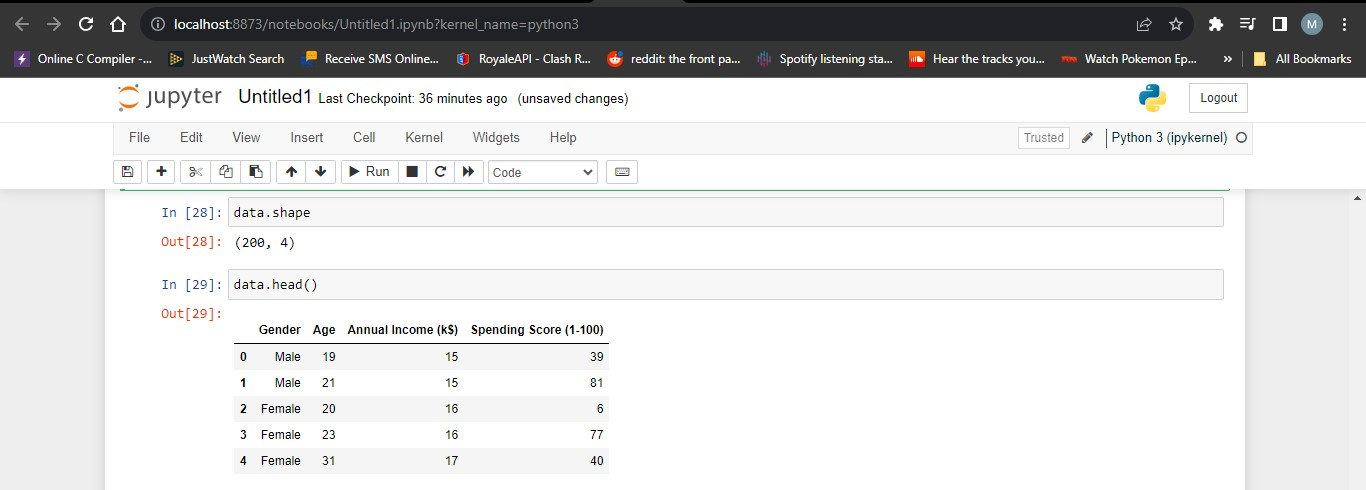 localhost:8873/notebooks/Untitled1.ipynb?kernel_name=python3
M
Online C Compiler -... JustWatch Search Receive SMS Online... RoyaleAPI - Clash R... reddit: the front pa... Spotify listening sta... Hear the tracks you... Watch Pokemon Ep... » All Bookmarks
jupyter Untitled1 Last Checkpoint: 36 minutes ago (unsaved changes) Logout
File Edit View Insert Cell Kernel Widgets Help Trusted Python 3 (ipykernel)
Run Code
In [28]: data.shape
Out[28]: (200, 4)
In [29]: data.head()
Out[29]:
Gender Age Annual Income (k$) Spending Score (1-100)
0 Male 19 15 39
1 Male 21 15 81
2 Female 20 16 6
3 Female 23 16 77
4 Female 31 17 40